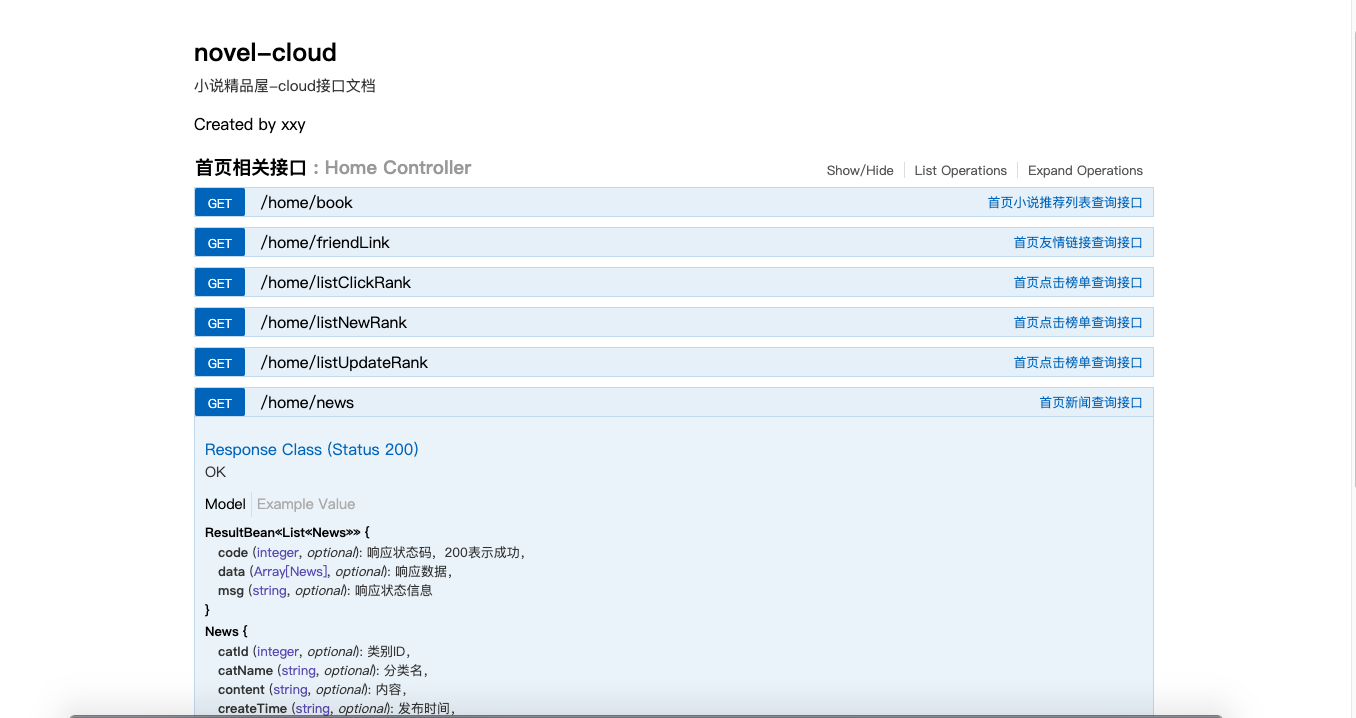 novel-cloud
小说精品屋-cloud接口文档
Created by xxy
首页相关接口 : Home Controller
Show/Hide
List Operations
Expand Operations
GET /home/book 首页小说推荐列表查询接口
GET /home/friendLink 首页友情链接查询接口
GET /home/listClickRank 首页点击榜单查询接口
GET /home/listNewRank 首页点击榜单查询接口
GET /home/listUpdateRank 首页点击榜单查询接口
GET /home/news 首页新闻查询接口
Response Class (Status 200)
OK
Model Example Value
ResultBean«List«News»» {
code (integer, optional): 响应状态码，200表示成功,
data (Array[News], optional): 响应数据,
msg (string, optional): 响应状态信息
}
News {
catId (integer, optional): 类别ID,
catName (string, optional): 分类名,
content (string, optional): 内容,
createTime (string, optional): 发布时间,